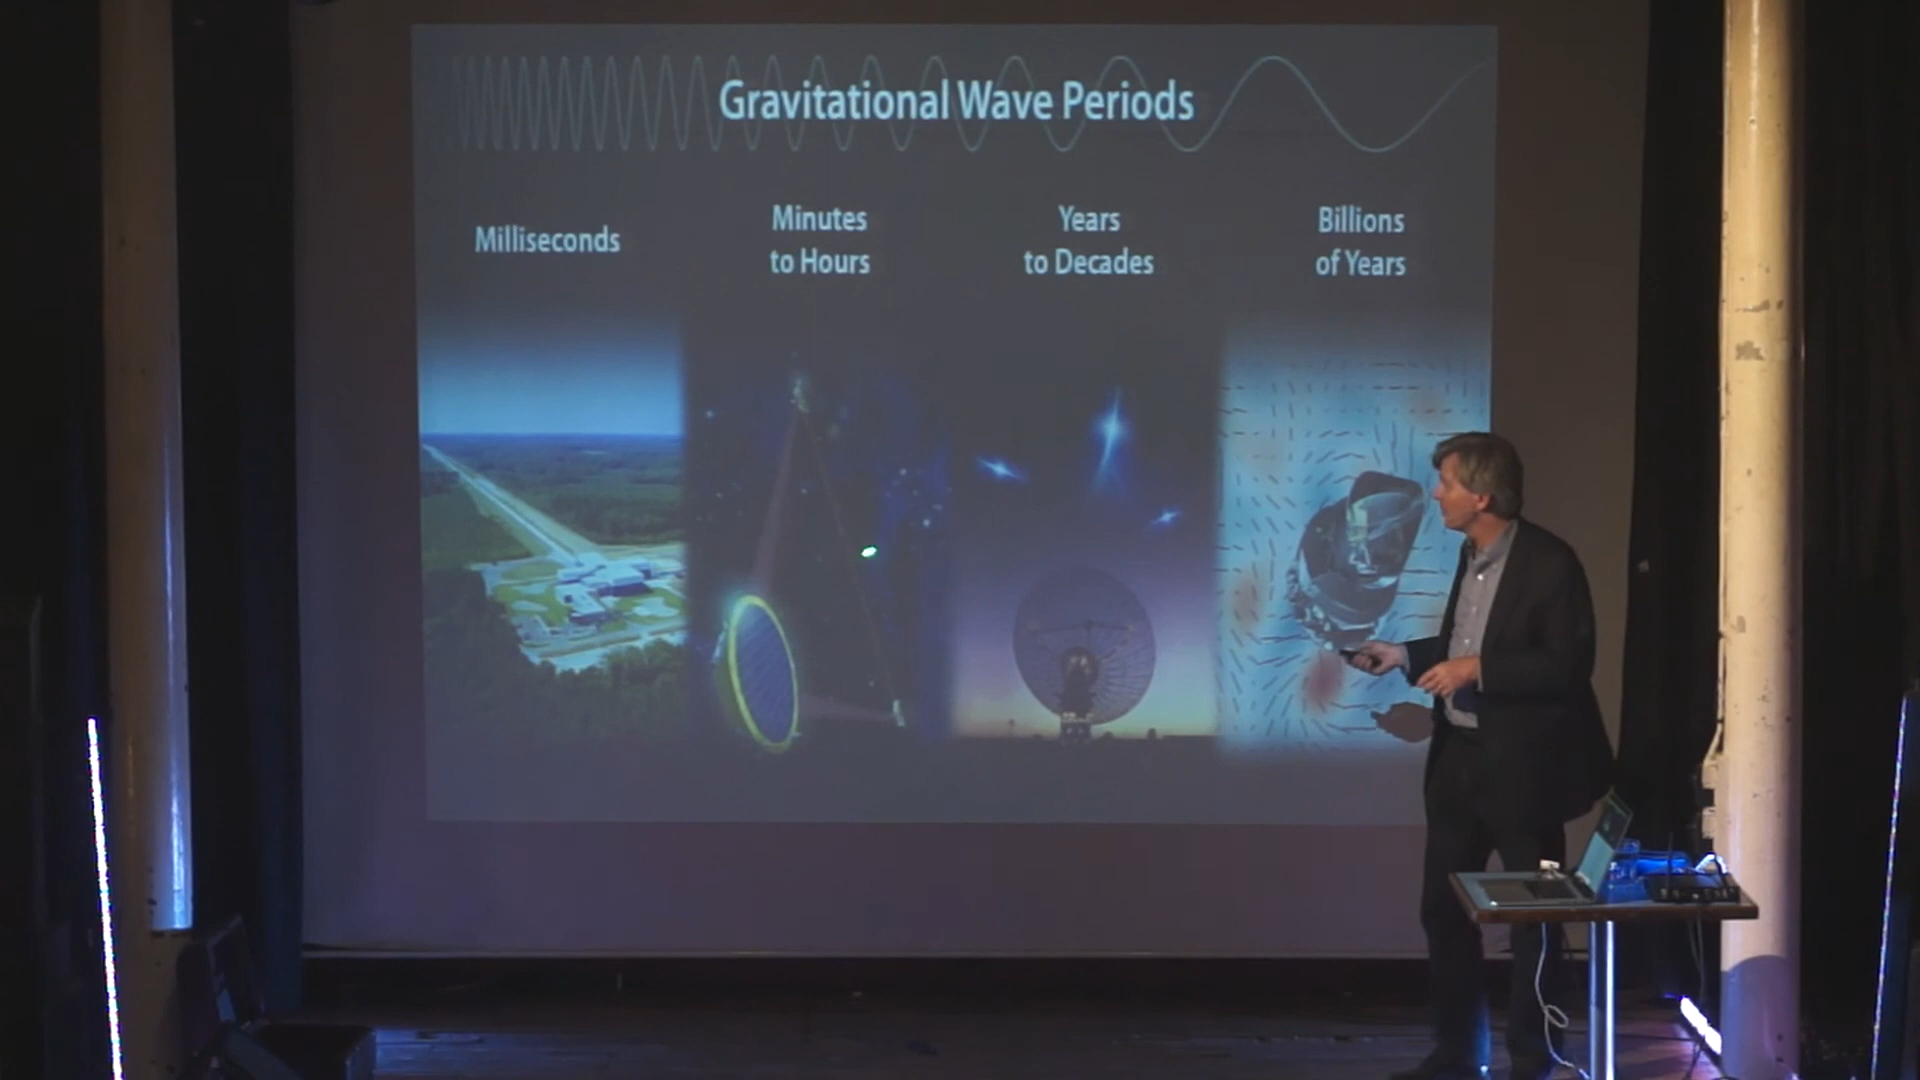 Gravitational Wave Periods
Milliseconds
Minutes
to Hours
Years
to Decades
Billions
of Years